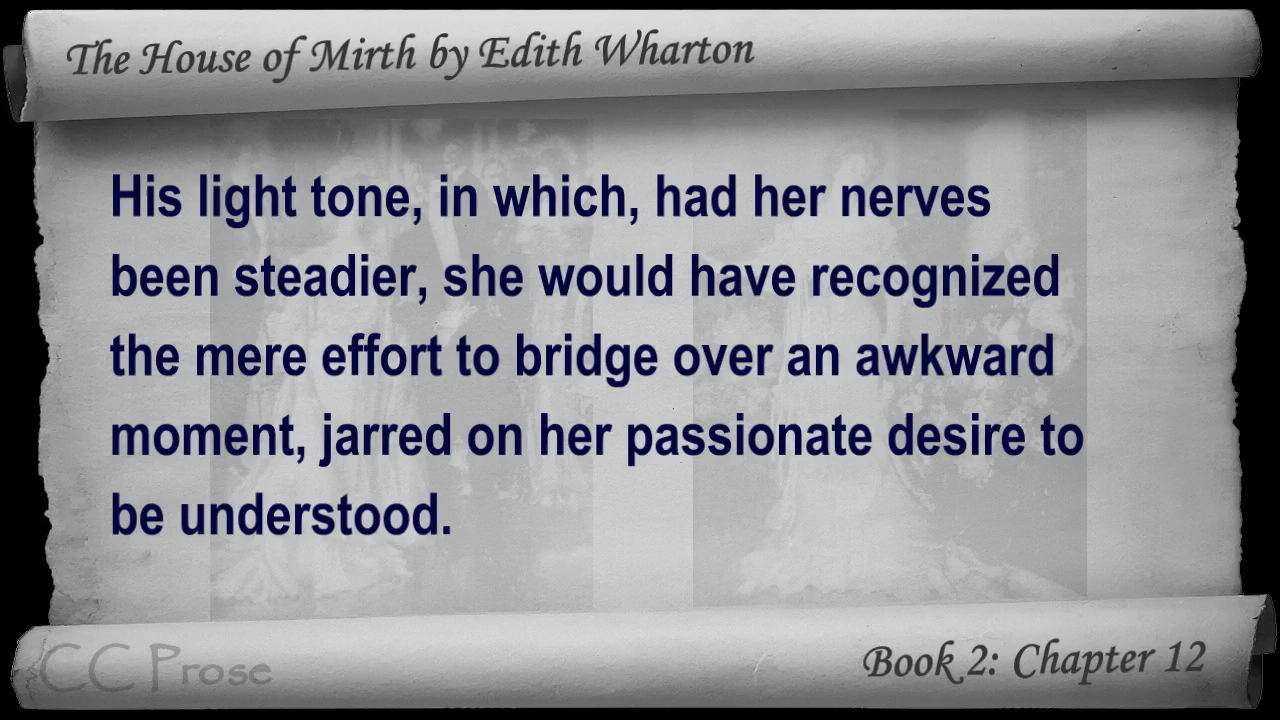 The House of Mirth by Edith Wharton
His light tone, in which, had her nerves
been steadier, she would have recognized
the mere effort to bridge over an awkward
moment, jarred on her passionate desire to
be understood.
CC Prose
Book 2: Chapter 12